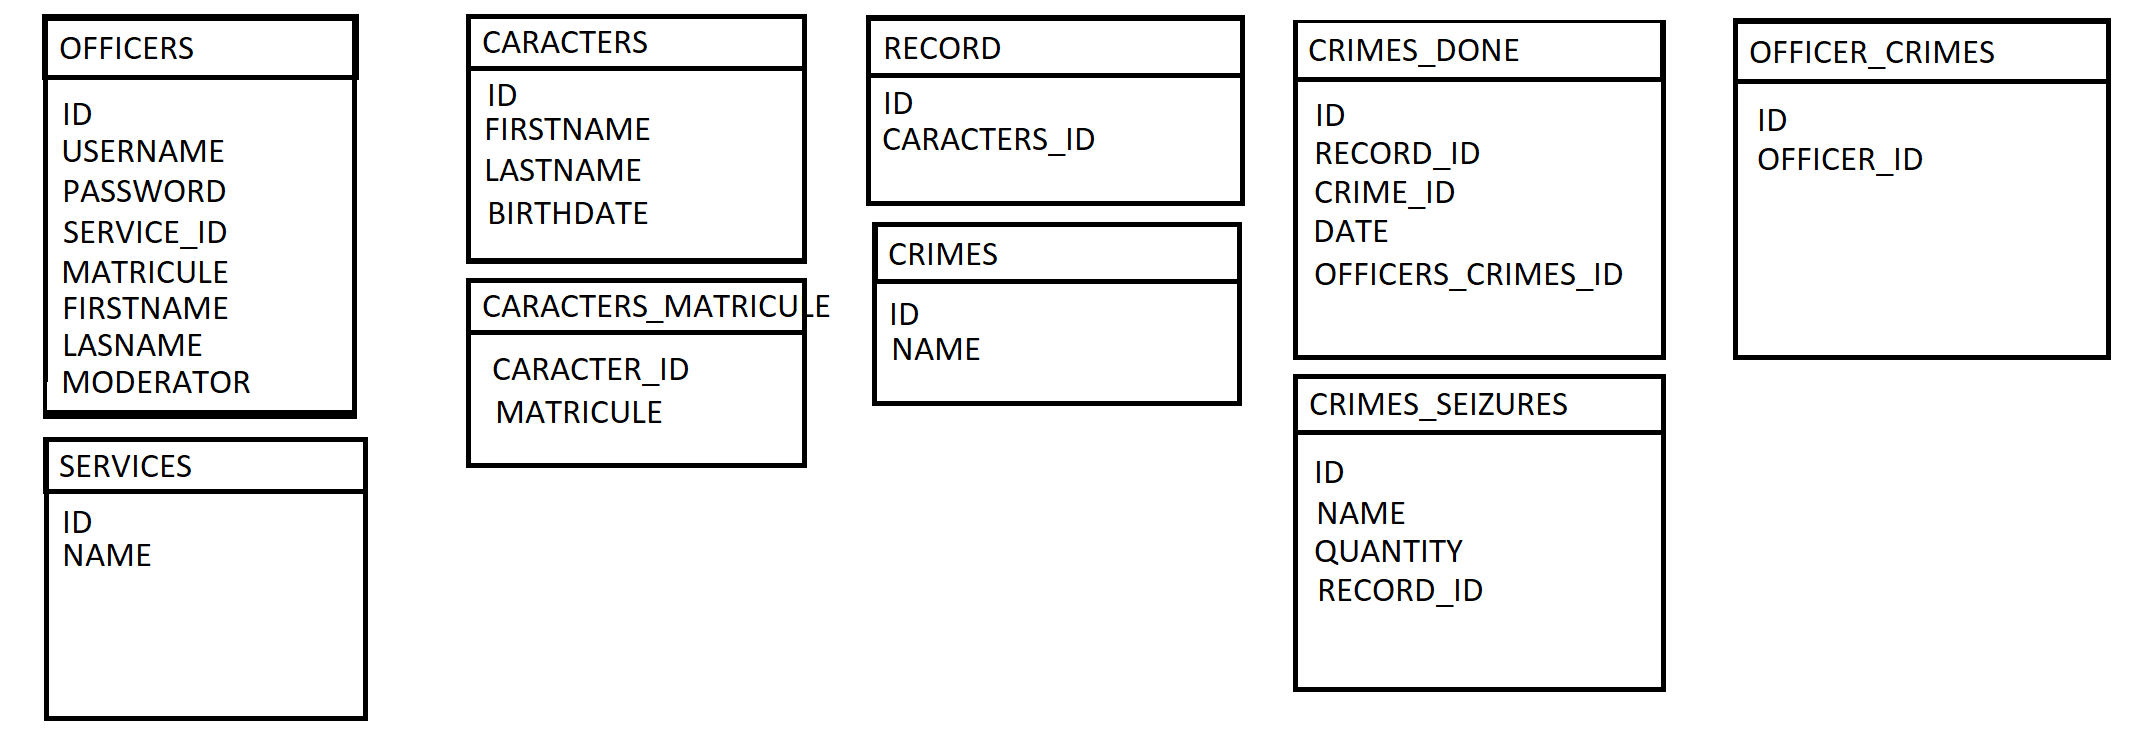 OFFICERS
ID
USERNAME
PASSWORD
SERVICE_ID
MATRICULE
FIRSTNAME
LASNAME
MODERATOR
SERVICES
ID
NAME
CARACTERS
ID
FIRSTNAME
LASTNAME
BIRTHDATE
CARACTERS_MATRICULE
CARACTER_ID
MATRICULE
RECORD
ID
CARACTERS_ID
CRIMES
ID
NAME
CRIMES_DONE
ID
RECORD_ID
CRIME_ID
DATE
OFFICERS_CRIMES_ID
CRIMES_SEIZURES
ID
NAME
QUANTITY
RECORD_ID
OFFICER_CRIMES
ID
OFFICER_ID